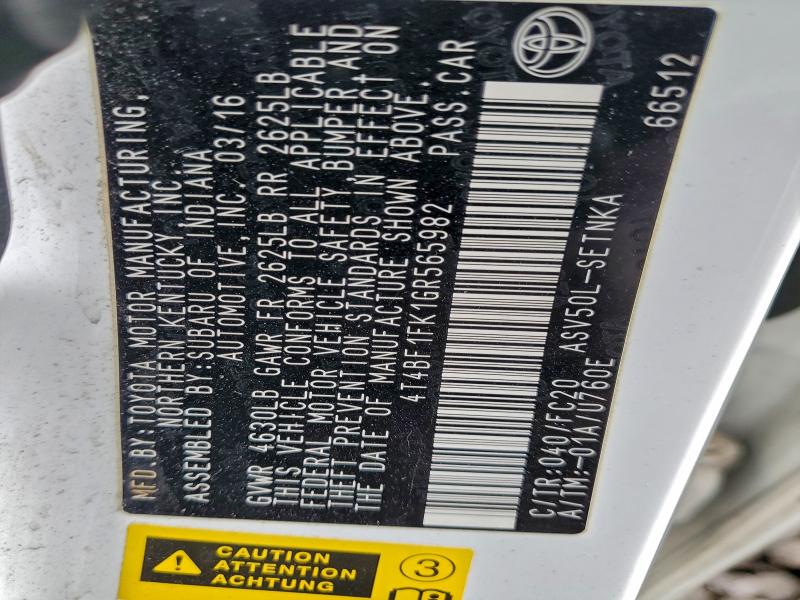 MFD BY:TOYOTA MOTOR MANUFACTURING,
NORTHERN KENTUCKY INC.
ASSEMBLED BY:SUBARU OF INDIANA
AUTOMOTIVE,INC. 03/16
GVWR 4630LB GAWR FR 2625LB RR 2625LB
THIS VEHICLE CONFORMS TO ALL APPLICABLE
FEDERAL MOTOR VEHICLE SAFETY, BUMPER AND
THEFT PREVENTION STANDARDS IN EFFECT ON
THE DATE OF MANUFACTURE SHOWN ABOVE.
4T4BF1FK1GR565982 PASS.CAR
C/TR:040/FC20 ASV50L-SETNKA
A/TM:-01A/U760E
66512
CAUTION
ATTENTION
ACHTUNG
3